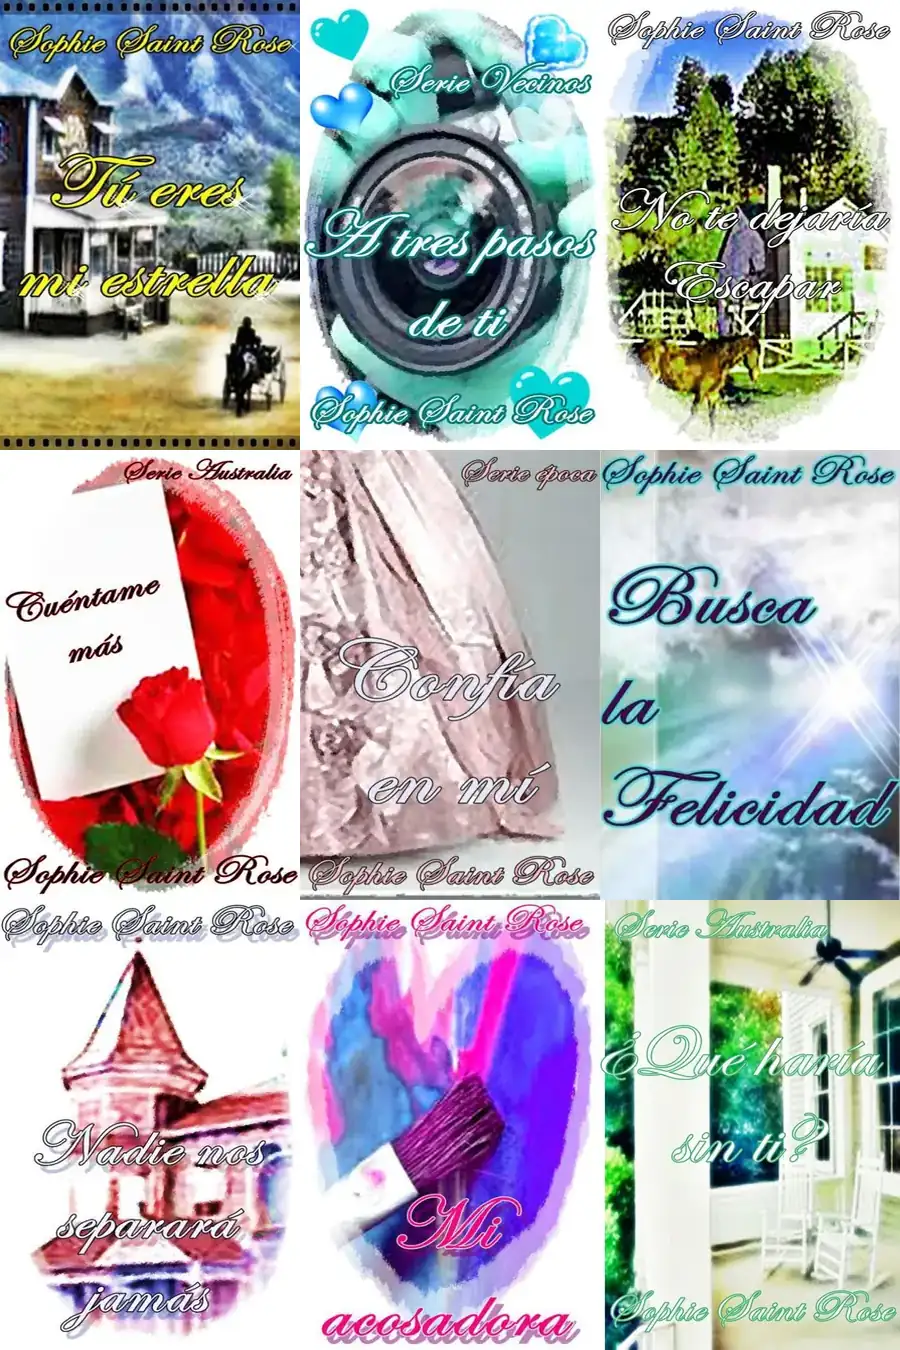 Sophie Saint Rose
Tú eres
mi estrella
Serie Vecinos
A tres pasos
de ti
Sophie Saint Rose
Sophie Saint Rose
No te dejaría
Escapar
Serie Australia
Cuéntame
más
Sophie Saint Rose
Serie época
Confía
en mí
Sophie Saint Rose
Sophie Saint Rose
Busca
la
Felicidad
Sophie Saint Rose
Nadie nos
separará
jamás
Sophie Saint Rose
Mi
acosadora
Serie Australia
¿Qué haría
sin ti?
Sophie Saint Rose